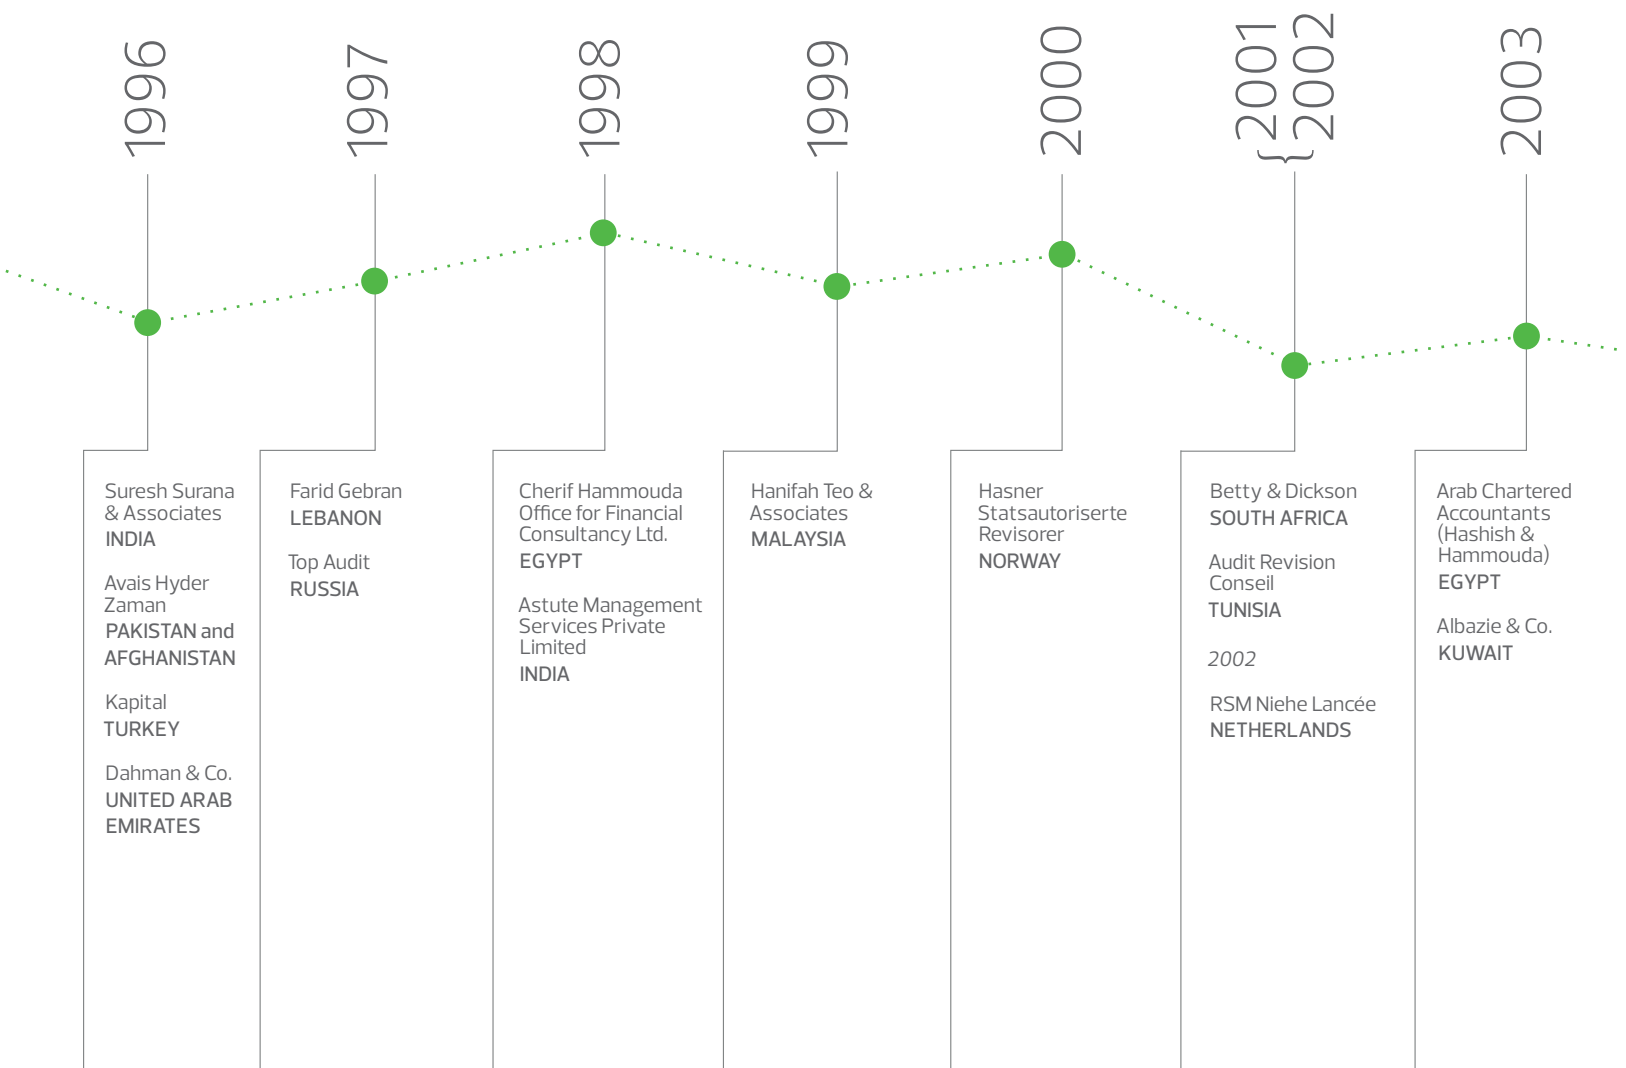 1996
Suresh Surana
& Associates
INDIA
Avais Hyder
Zaman
PAKISTAN and
AFGHANISTAN
Kapital
TURKEY
Dahman & Co.
UNITED ARAB
EMIRATES
1997
Farid Gebran
LEBANON
Top Audit
RUSSIA
1998
Cherif Hammouda
Office for Financial
Consultancy Ltd.
EGYPT
Astute Management
Services Private
Limited
INDIA
1999
Hanifah Teo &
Associates
MALAYSIA
2000
Hasner
Statsautoriserte
Revisorer
NORWAY
{2001
2002
Betty & Dickson
SOUTH AFRICA
Audit Revision
Conseil
TUNISIA
2002
RSM Niehe Lancée
NETHERLANDS
2003
Arab Chartered
Accountants
(Hashish &
Hammouda)
EGYPT
Albazie & Co.
KUWAIT